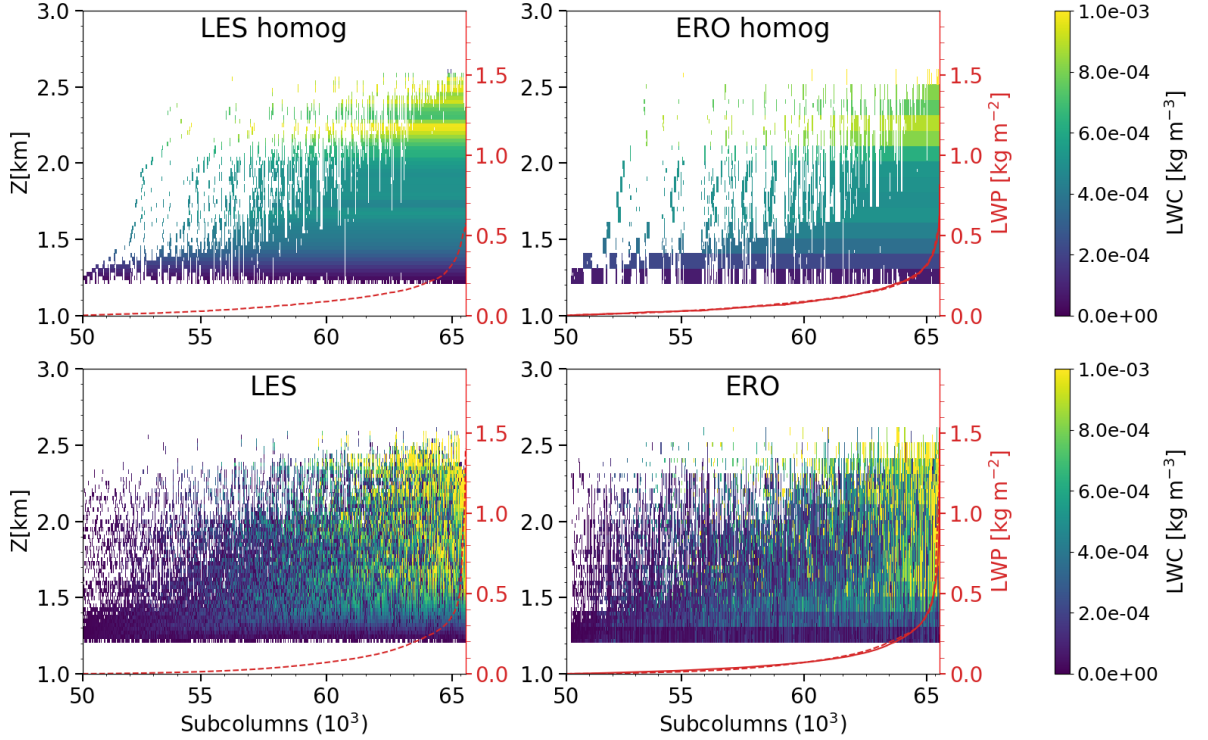 LES homog
ERO homog
3.0
2.5
2.0
1.5
1.0
Z[km]
50
55
60
65
1.5
1.0
0.5
0.0
3.0
2.5
2.0
1.5
1.0
50
55
60
65
1.5
1.0
0.5
0.0
LWP [kg m−2]
1.0e-03
8.0e-04
6.0e-04
4.0e-04
2.0e-04
0.0e+00
LWC [kg m−3]
LES
ERO
3.0
2.5
2.0
1.5
1.0
Z[km]
50
55
60
65
Subcolumns (10³)
1.5
1.0
0.5
0.0
3.0
2.5
2.0
1.5
1.0
50
55
60
65
Subcolumns (10³)
1.5
1.0
0.5
0.0
LWP [kg m−2]
1.0e-03
8.0e-04
6.0e-04
4.0e-04
2.0e-04
0.0e+00
LWC [kg m−3]